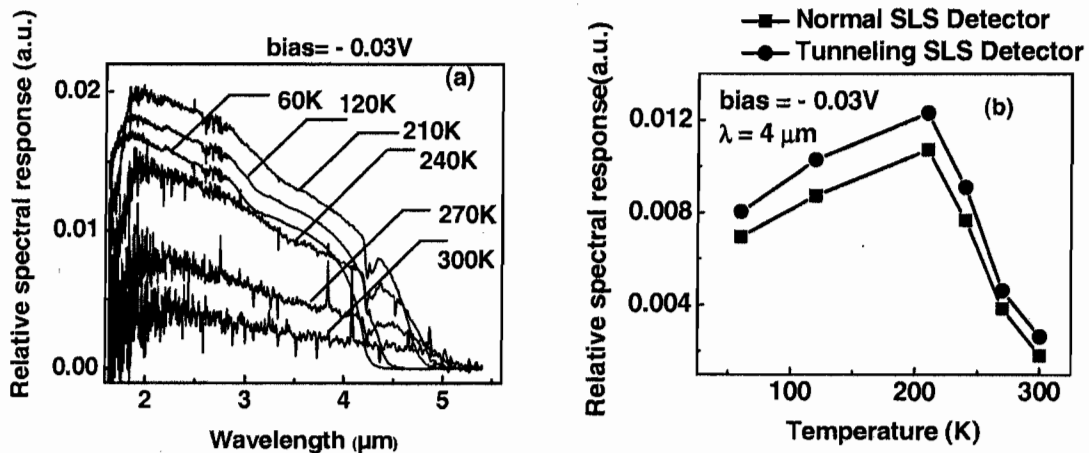 bias= - 0.03V
(a)
Relative spectral response (a.u.)
0.02
0.01
0.00
60K
120K
210K
240K
270K
300K
2
3
4
5
Wavelength (μm)
Normal SLS Detector
Tunneling SLS Detector
Relative spectral response(a.u.)
bias = - 0.03V
(b)
λ = 4 μm
0.012
0.008
0.004
100
200
300
Temperature (K)